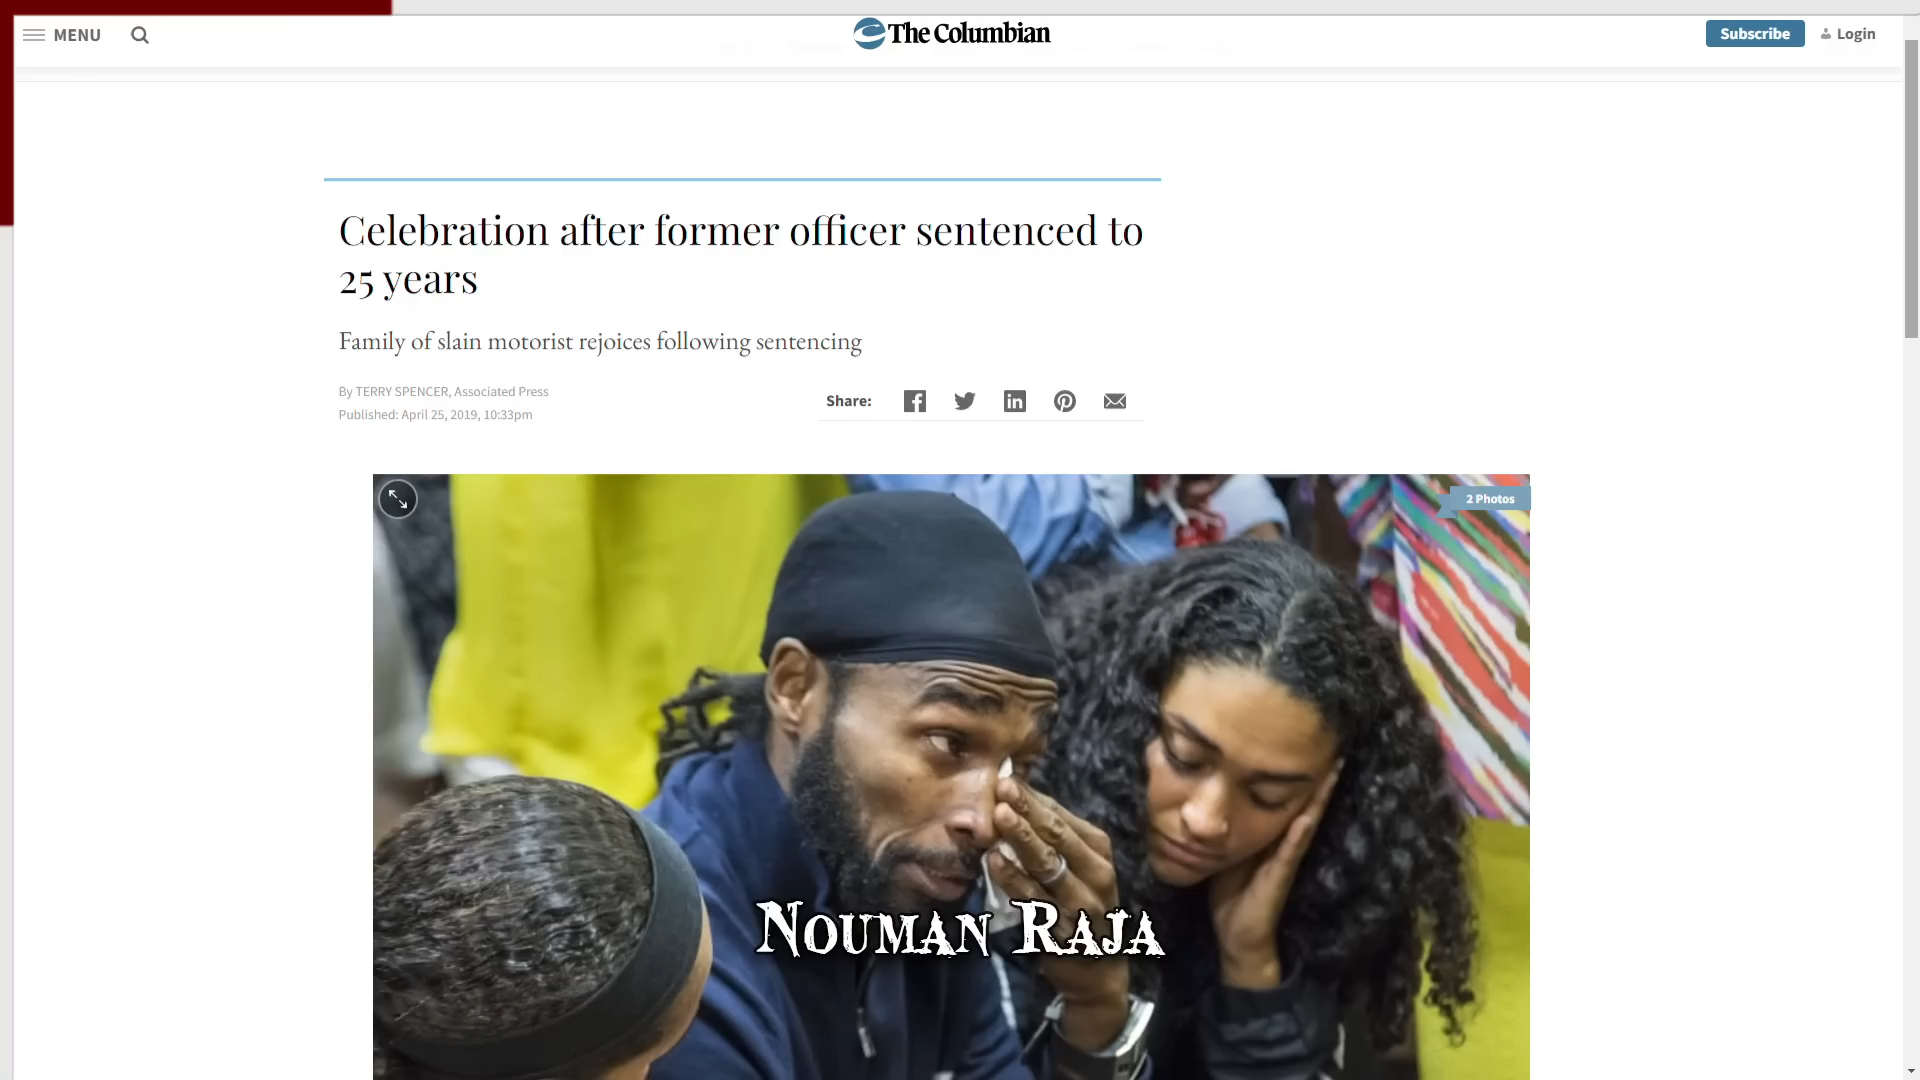 MENU
The Columbian
Subscribe
Login
Celebration after former officer sentenced to
25 years
Family of slain motorist rejoices following sentencing
By TERRY SPENCER, Associated Press
Published: April 25, 2019, 10:33pm
Share:
2 Photos
NOUMAN RAJA